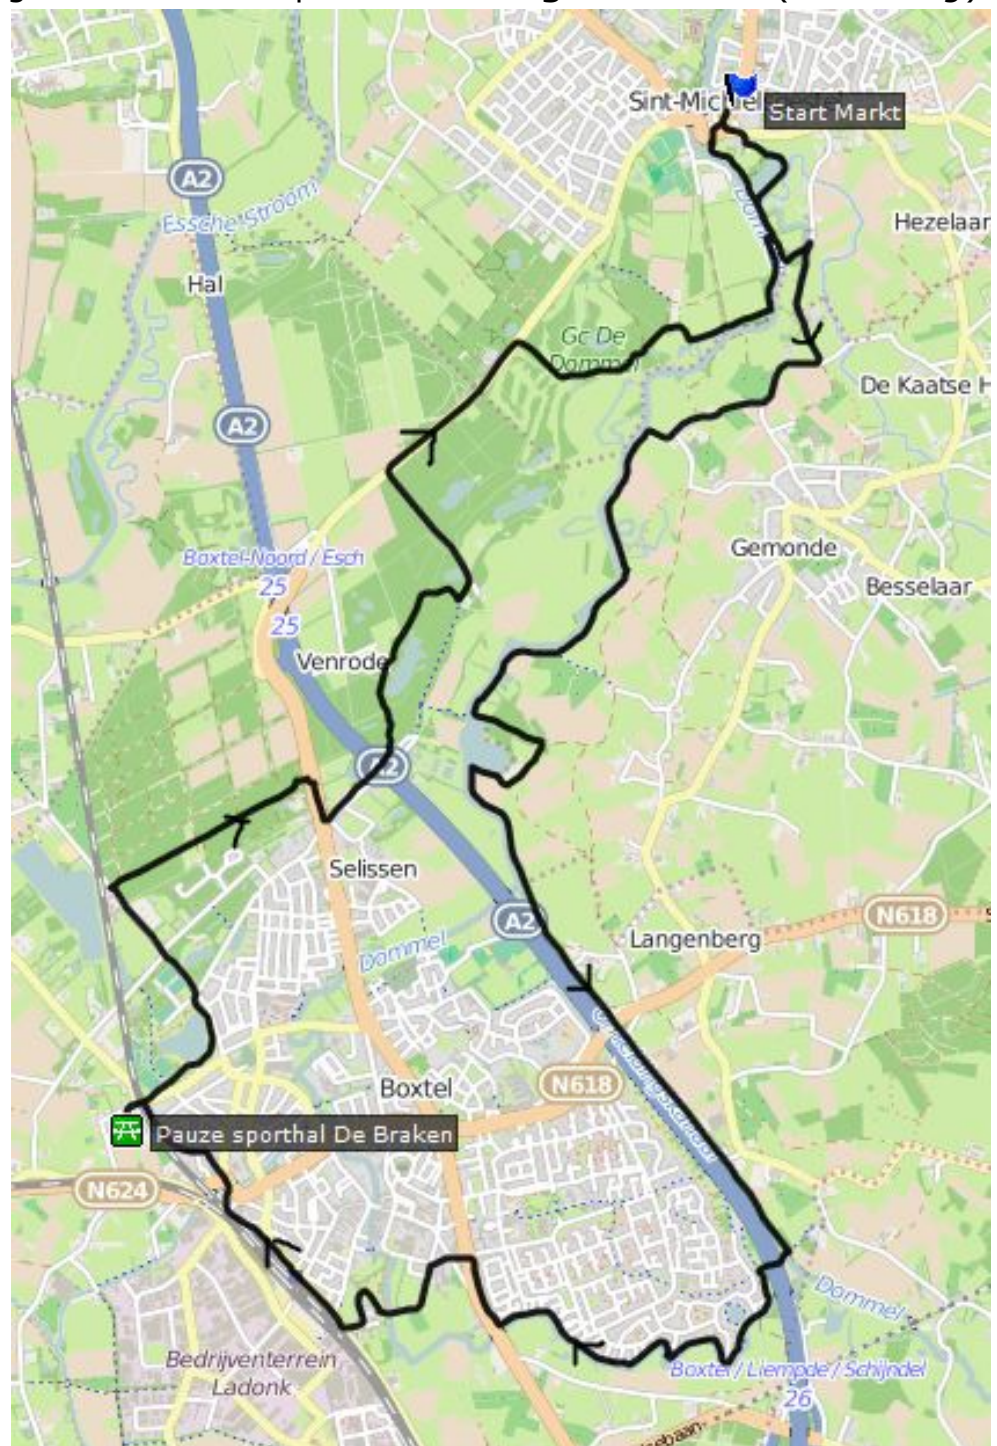 Sint-Mic
Start Markt
A2
Essche Stroom
Hezelaar
Hal
Gc De
Dommel
De Kaatse H
A2
Boxtel-Noord / Esch
25
25
Gemonde
Besselaar
Venrode
A2
Selissen
A2
N618
Langenberg
Dommel
N618
Boxtel
Pauze sporthal De Braken
N624
Dommel
Bedrijventerrein
Ladonk
Boxtel / Liempde / Schijndel
26